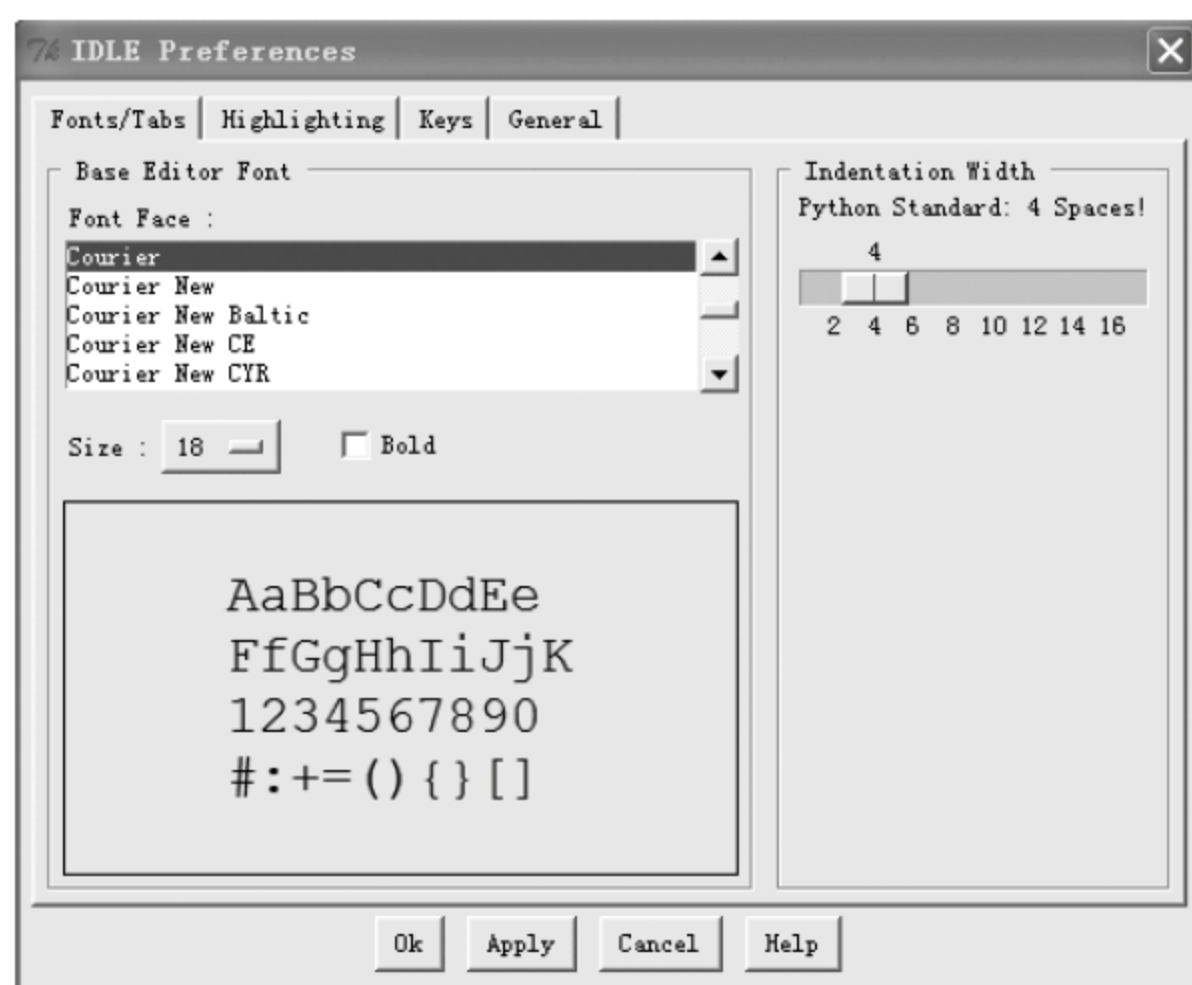 IDLE Preferences
Fonts/Tabs Highlighting Keys General
Base Editor Font
Font Face :
Courier
Courier New
Courier New Baltic
Courier New CE
Courier New CYR
Size : 18 Bold
AaBbCcDdEe
FfGgHhIiJjK
1234567890
#:+=(){}[]
Indentation Width
Python Standard: 4 Spaces!
4
2 4 6 8 10 12 14 16
Ok Apply Cancel Help